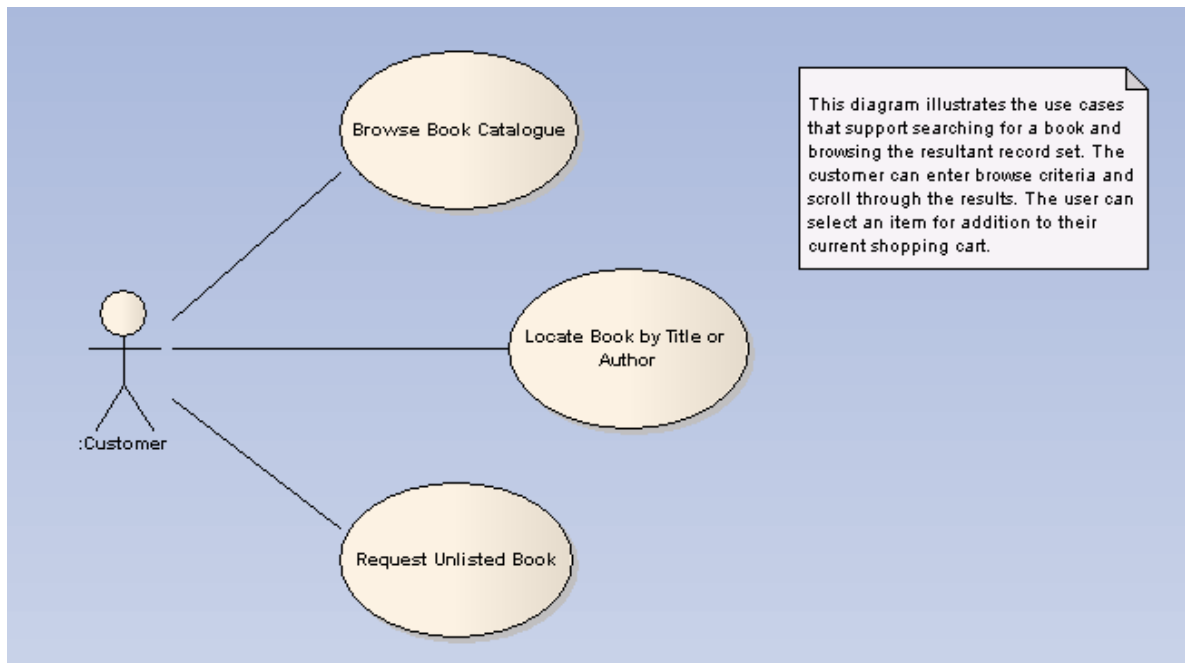 Browse Book Catalogue
This diagram illustrates the use cases
that support searching for a book and
browsing the resultant record set. The
customer can enter browse criteria and
scroll through the results. The user can
select an item for addition to their
current shopping cart.
Locate Book by Title or
Author
:Customer
Request Unlisted Book